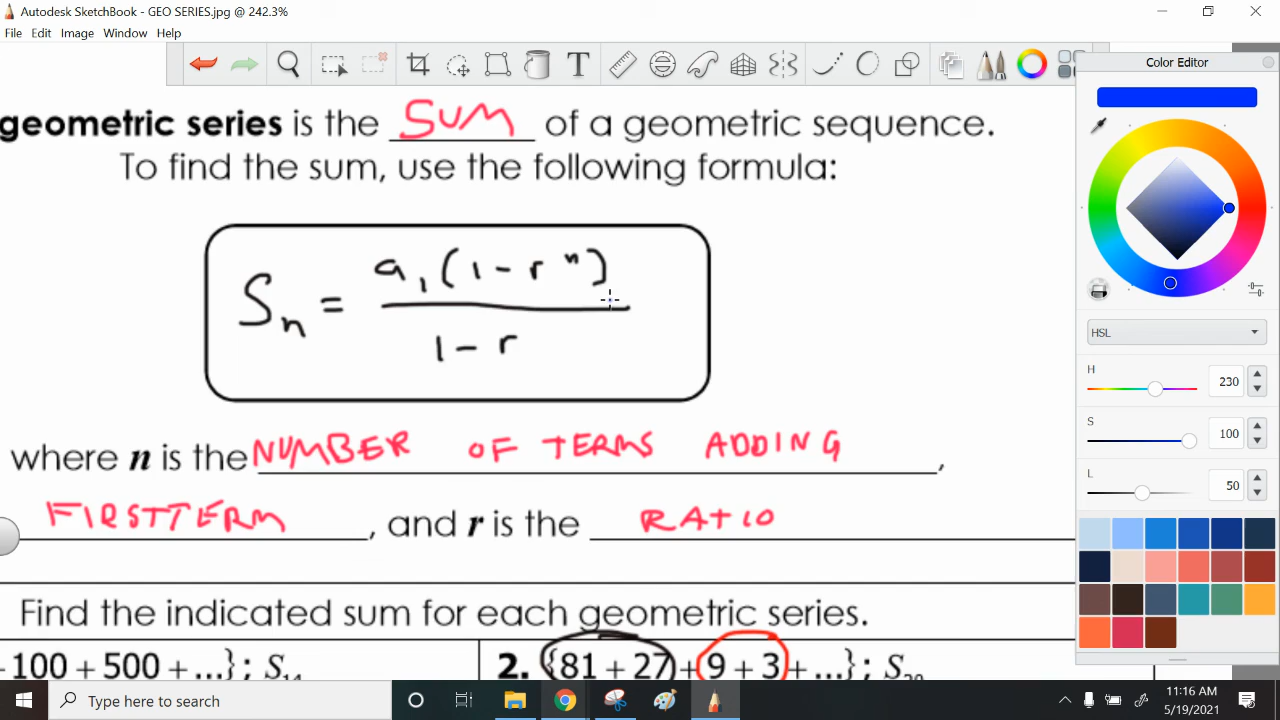 Autodesk SketchBook - GEO SERIES.jpg @ 242.3%
File Edit Image Window Help
Color Editor
geometric series is the SUM of a geometric sequence.
To find the sum, use the following formula:
Sₙ = a₁(1 - rⁿ) / 1 - r
HSL
H 230
S 100
L 50
where n is the NUMBER OF TERMS ADDING,
FIRST TERM, and r is the RATIO
Find the indicated sum for each geometric series.
100 + 500 + ...}; S₁₄
2. {81 + 27 + 9 + 3 + ...}; S₂₀
Type here to search
11:16 AM
5/19/2021